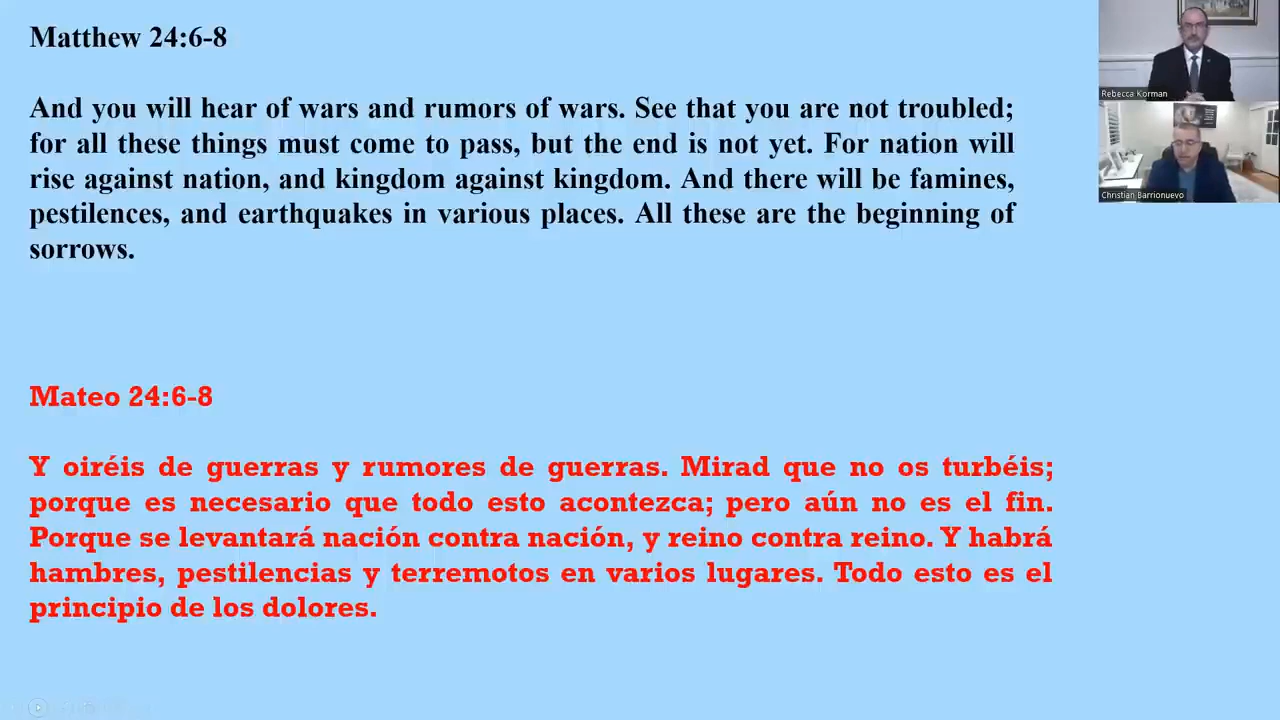 Matthew 24:6-8
And you will hear of wars and rumors of wars. See that you are not troubled;
for all these things must come to pass, but the end is not yet. For nation will
rise against nation, and kingdom against kingdom. And there will be famines,
pestilences, and earthquakes in various places. All these are the beginning of
sorrows.
Mateo 24:6-8
Y oiréis de guerras y rumores de guerras. Mirad que no os turbéis;
porque es necesario que todo esto acontezca; pero aún no es el fin.
Porque se levantará nación contra nación, y reino contra reino. Y habrá
hambres, pestilencias y terremotos en varios lugares. Todo esto es el
principio de los dolores.
Rebecca Korman
Christian Barrionuevo